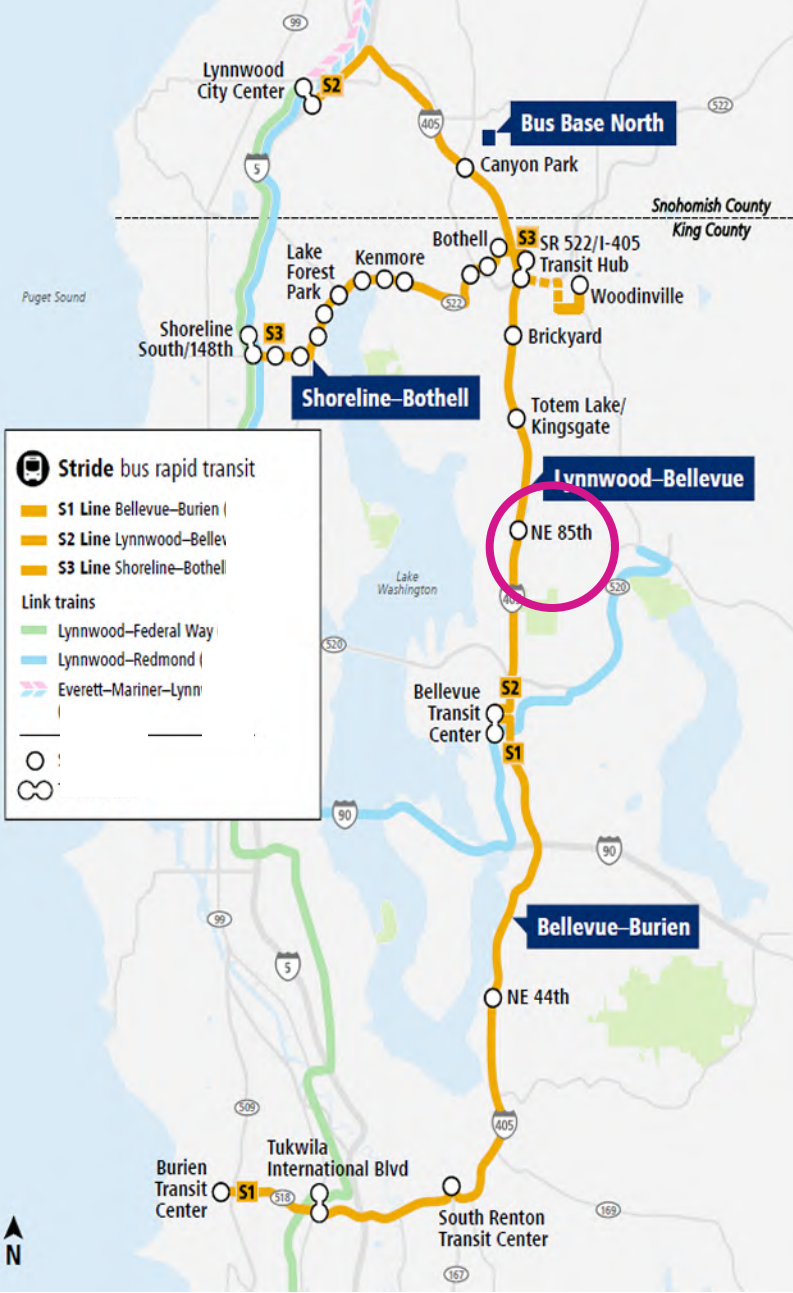 99
Lynnwood
City Center
S2
405
522
Bus Base North
5
Canyon Park
Snohomish County
King County
Bothell
S3
SR 522/I-405
Transit Hub
Lake
Forest
Park
Kenmore
522
Woodinville
Puget Sound
Shoreline
South/148th
S3
Brickyard
Shoreline–Bothell
Totem Lake/
Kingsgate
Stride bus rapid transit
S1 Line Bellevue–Burien (
S2 Line Lynnwood–Bellev
S3 Line Shoreline–Bothel
Link trains
Lynnwood–Federal Way (
Lynnwood–Redmond (
Everett–Mariner–Lynn
(
Lynnwood–Bellevue
NE 85th
Lake
Washington
405
520
520
Bellevue
Transit
Center
S2
S1
90
90
99
Bellevue–Burien
5
NE 44th
509
405
Tukwila
International Blvd
Burien
Transit
Center
S1
518
South Renton
Transit Center
169
167
N